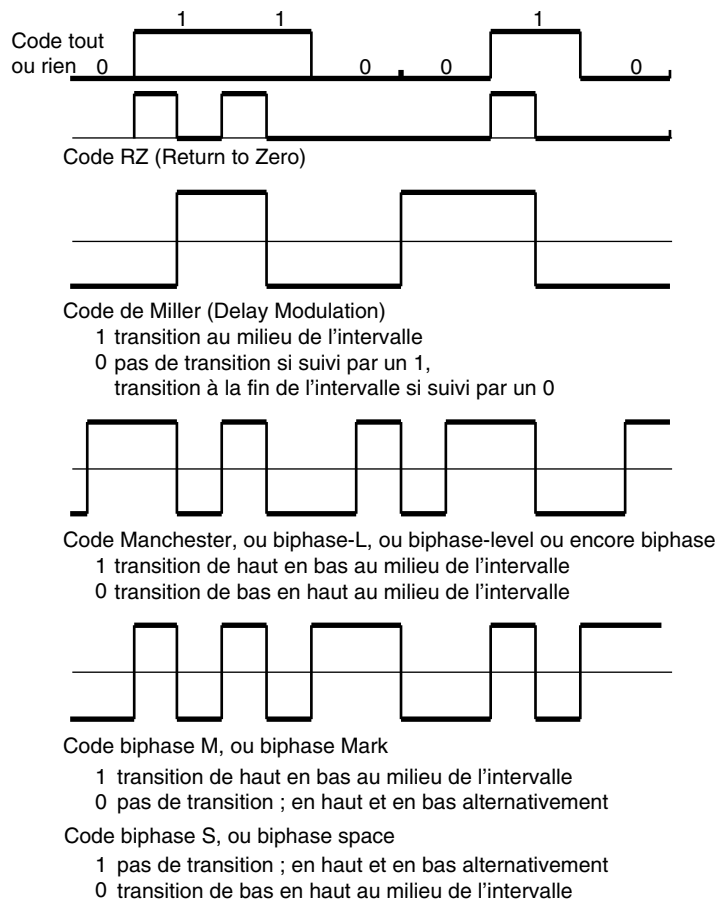 1 1 1
Code tout
ou rien 0 0 0 0
Code RZ (Return to Zero)
Code de Miller (Delay Modulation)
1 transition au milieu de l'intervalle
0 pas de transition si suivi par un 1,
transition à la fin de l'intervalle si suivi par un 0
Code Manchester, ou biphase-L, ou biphase-level ou encore biphase
1 transition de haut en bas au milieu de l'intervalle
0 transition de bas en haut au milieu de l'intervalle
Code biphase M, ou biphase Mark
1 transition de haut en bas au milieu de l'intervalle
0 pas de transition ; en haut et en bas alternativement
Code biphase S, ou biphase space
1 pas de transition ; en haut et en bas alternativement
0 transition de bas en haut au milieu de l'intervalle